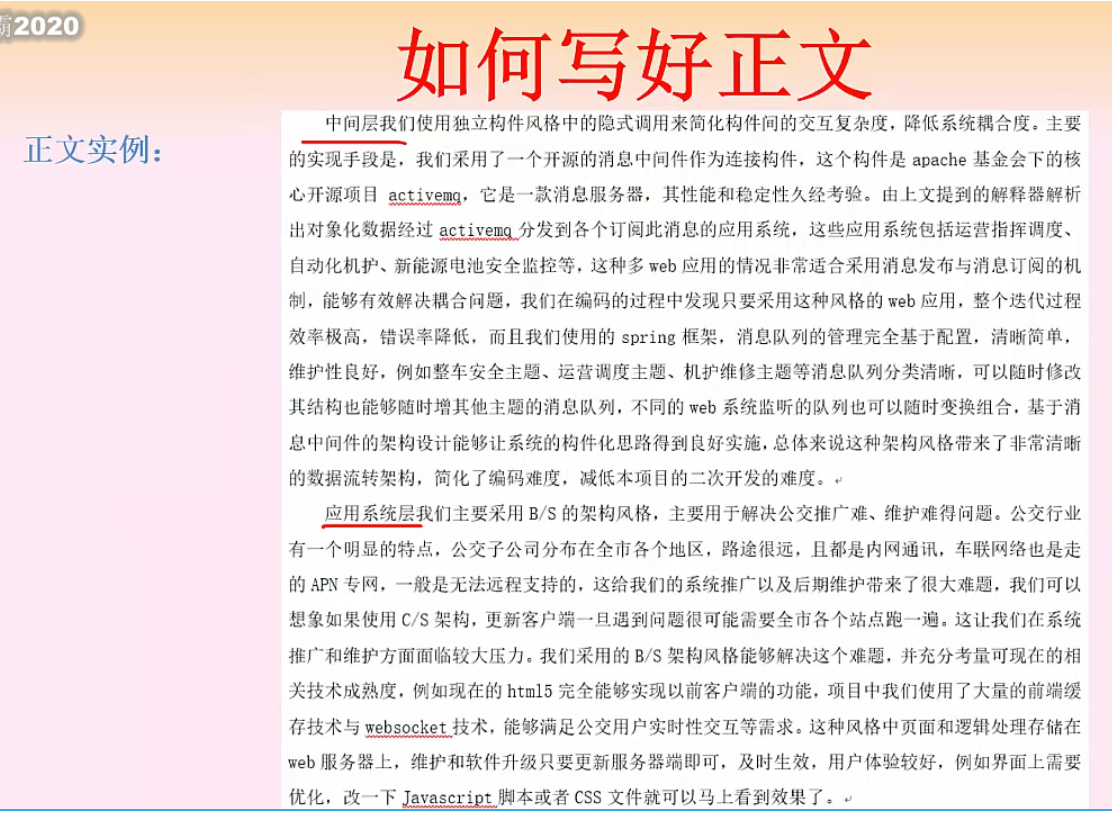 霸2020
如何写好正文
正文实例：
中间层我们使用独立构件风格中的隐式调用来简化构件间的交互复杂度，降低系统耦合度。主要
的实现手段是，我们采用了一个开源的消息中间件作为连接构件，这个构件是 apache 基金会下的核
心开源项目 activemq，它是一款消息服务器，其性能和稳定性久经考验。由上文提到的解释器解析
出对象化数据经过 activemq 分发到各个订阅此消息的应用系统，这些应用系统包括运营指挥调度、
自动化机护、新能源电池安全监控等，这种多 web 应用的情况非常适合采用消息发布与消息订阅的机
制，能够有效解决耦合问题，我们在编码的过程中发现只要采用这种风格的 web 应用，整个迭代过程
效率极高，错误率降低，而且我们使用的 spring 框架，消息队列的管理完全基于配置，清晰简单，
维护性良好，例如整车安全主题、运营调度主题、机护维修主题等消息队列分类清晰，可以随时修改
其结构也能够随时增其他主题的消息队列，不同的 web 系统监听的队列也可以随时变换组合，基于消
息中间件的架构设计能够让系统的构件化思路得到良好实施，总体来说这种架构风格带来了非常清晰
的数据流转架构，简化了编码难度，减低本项目的二次开发的难度。
应用系统层我们主要采用 B/S 的架构风格，主要用于解决公交推广难、维护难得问题。公交行业
有一个明显的特点，公交子公司分布在全市各个地区，路途很远，且都是内网通讯，车联网络也是走
的 APN 专网，一般是无法远程支持的，这给我们的系统推广以及后期维护带来了很大难题，我们可以
想象如果使用 C/S 架构，更新客户端一旦遇到问题很可能需要全市各个站点跑一遍。这让我们在系统
推广和维护方面面临较大压力。我们采用的 B/S 架构风格能够解决这个难题，并充分考量可现在的相
关技术成熟度，例如现在的 html5 完全能够实现以前客户端的功能，项目中我们使用了大量的前端缓
存技术与 websocket 技术，能够满足公交用户实时性交互等需求。这种风格中页面和逻辑处理存储在
web 服务器上，维护和软件升级只要更新服务器端即可，及时生效，用户体验较好，例如界面上需要
优化，改一下 Javascript 脚本或者 CSS 文件就可以马上看到效果了。